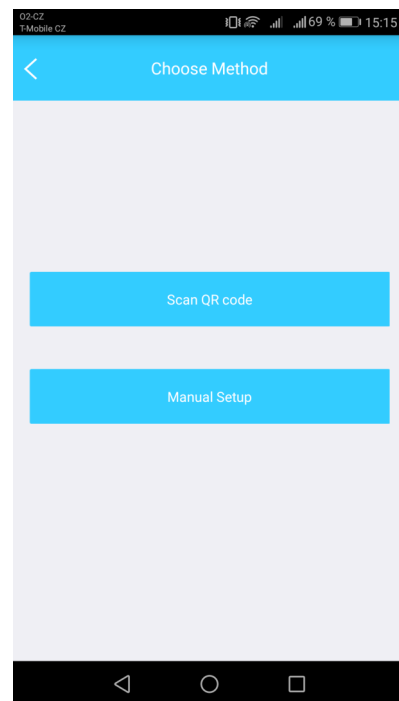 O2-CZ
T-Mobile CZ
69 % 15:15
Choose Method
Scan QR code
Manual Setup